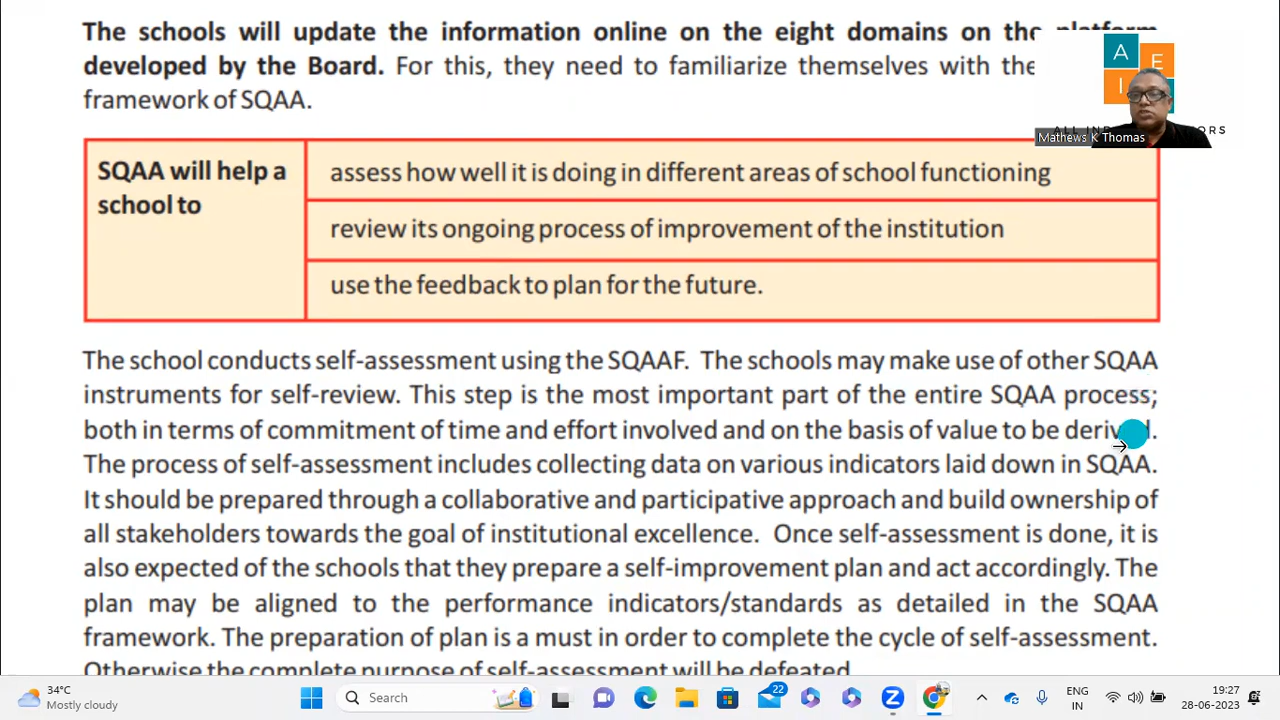 The schools will update the information online on the eight domains on the platform
developed by the Board. For this, they need to familiarize themselves with the
framework of SQAA.
A
E
I
ALL IN ORS
Mathews K Thomas
SQAA will help a
school to
assess how well it is doing in different areas of school functioning
review its ongoing process of improvement of the institution
use the feedback to plan for the future.
The school conducts self-assessment using the SQAAF. The schools may make use of other SQAA
instruments for self-review. This step is the most important part of the entire SQAA process;
both in terms of commitment of time and effort involved and on the basis of value to be derived.
The process of self-assessment includes collecting data on various indicators laid down in SQAA.
It should be prepared through a collaborative and participative approach and build ownership of
all stakeholders towards the goal of institutional excellence. Once self-assessment is done, it is
also expected of the schools that they prepare a self-improvement plan and act accordingly. The
plan may be aligned to the performance indicators/standards as detailed in the SQAA
framework. The preparation of plan is a must in order to complete the cycle of self-assessment.
Otherwise the complete purpose of self-assessment will be defeated
34°C
Mostly cloudy
Search
22
ENG
IN
19:27
28-06-2023